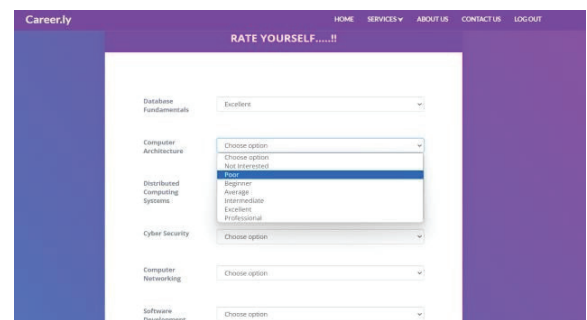 Career.ly
HOME SERVICES ABOUT US CONTACT US LOG OUT
RATE YOURSELF.....!!
Database
Fundamentals
Excellent
Computer
Architecture
Choose option
Choose option
Not Interested
Poor
Beginner
Average
Intermediate
Excellent
Professional
Distributed
Computing
Systems
Cyber Security
Choose option
Computer
Networking
Choose option
Software
Development
Choose option